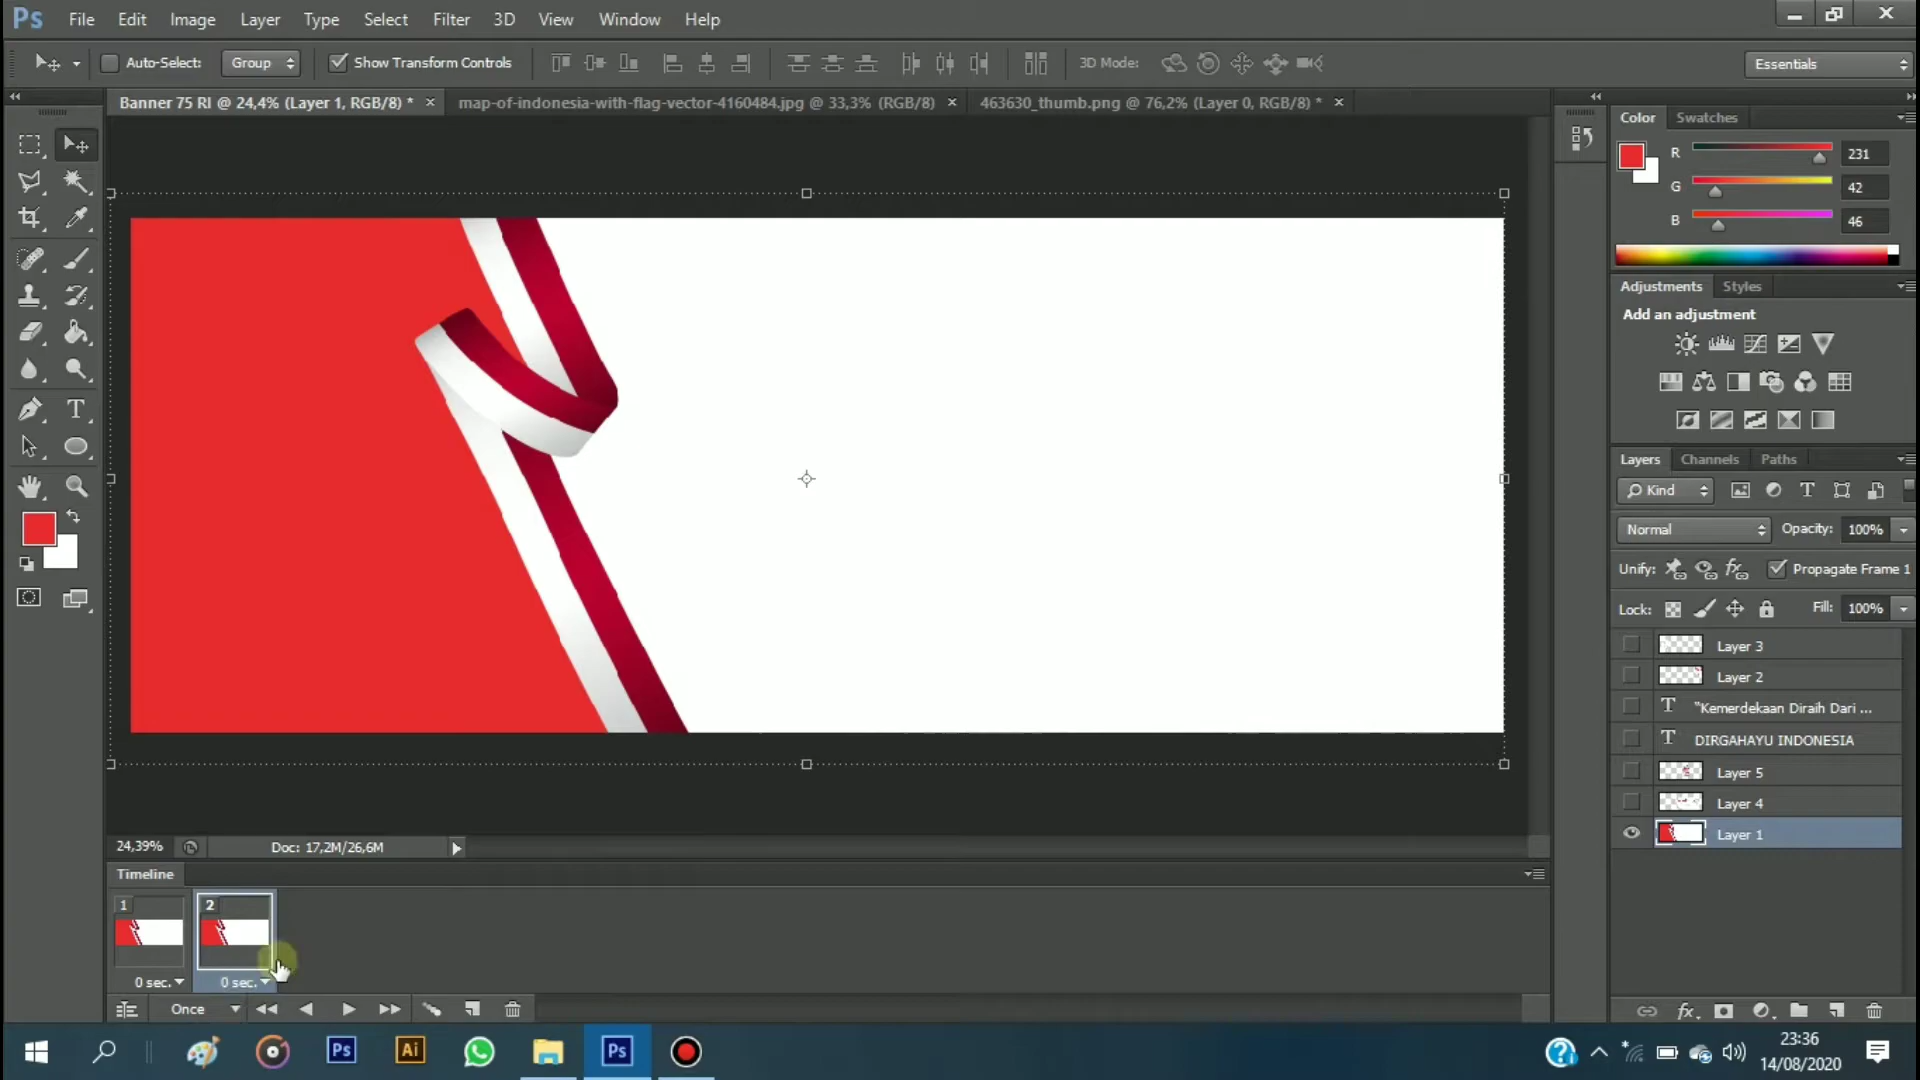 Ps File Edit Image Layer Type Select Filter 3D View Window Help
Auto-Select: Group Show Transform Controls 3D Mode: Essentials
Banner 75 RI @ 24,4% (Layer 1, RGB/8) * × map-of-indonesia-with-flag-vector-4160484.jpg @ 33,3% (RGB/8) × 463630_thumb.png @ 76,2% (Layer 0, RGB/8) * ×
Color Swatches
R 231
G 42
B 46
Adjustments Styles
Add an adjustment
Layers Channels Paths
Kind
Normal Opacity: 100%
Unify: Propagate Frame 1
Lock: Fill: 100%
Layer 3
Layer 2
"Kemerdekaan Diraih Dari ...
DIRGAHAYU INDONESIA
Layer 5
Layer 4
Layer 1
24,39% Doc: 17,2M/26,6M
Timeline
1 2
0 sec. 0 sec.
Once
Ps Ai Ps
23:36
14/08/2020